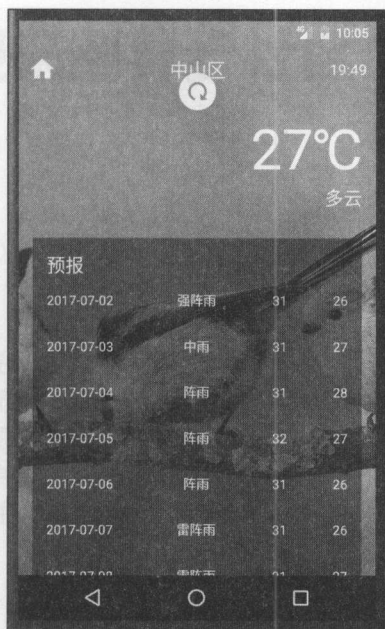 10:05
中山区 19:49
27℃
多云
预报
2017-07-02 强阵雨 31 26
2017-07-03 中雨 31 27
2017-07-04 阵雨 31 28
2017-07-05 阵雨 32 27
2017-07-06 阵雨 31 26
2017-07-07 雷阵雨 31 26